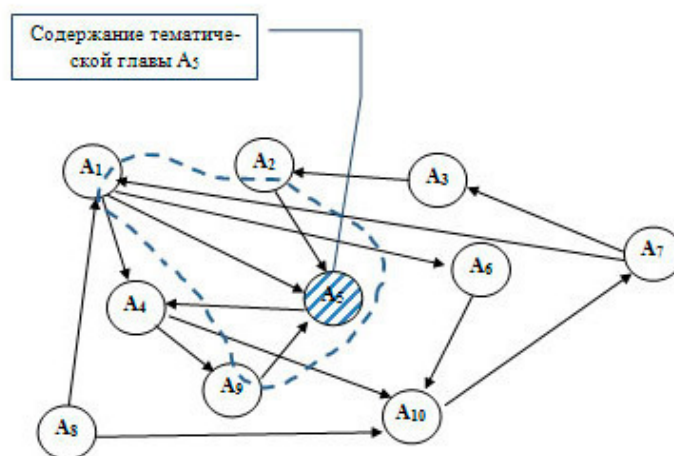 Содержание тематиче-
ской главы A5
A1
A2
A3
A6
A7
A4
A5
A9
A10
A8